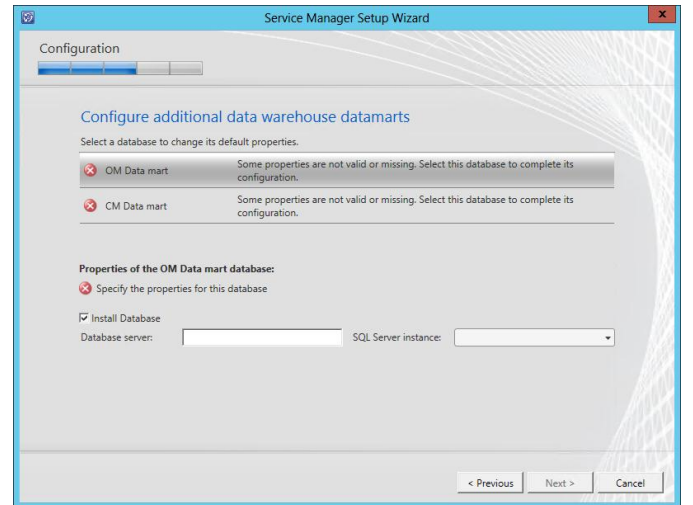 Service Manager Setup Wizard
x
Configuration
Configure additional data warehouse datamarts
Select a database to change its default properties.
OM Data mart
Some properties are not valid or missing. Select this database to complete its
configuration.
CM Data mart
Some properties are not valid or missing. Select this database to complete its
configuration.
Properties of the OM Data mart database:
Specify the properties for this database
Install Database
Database server:
SQL Server instance:
< Previous
Next >
Cancel